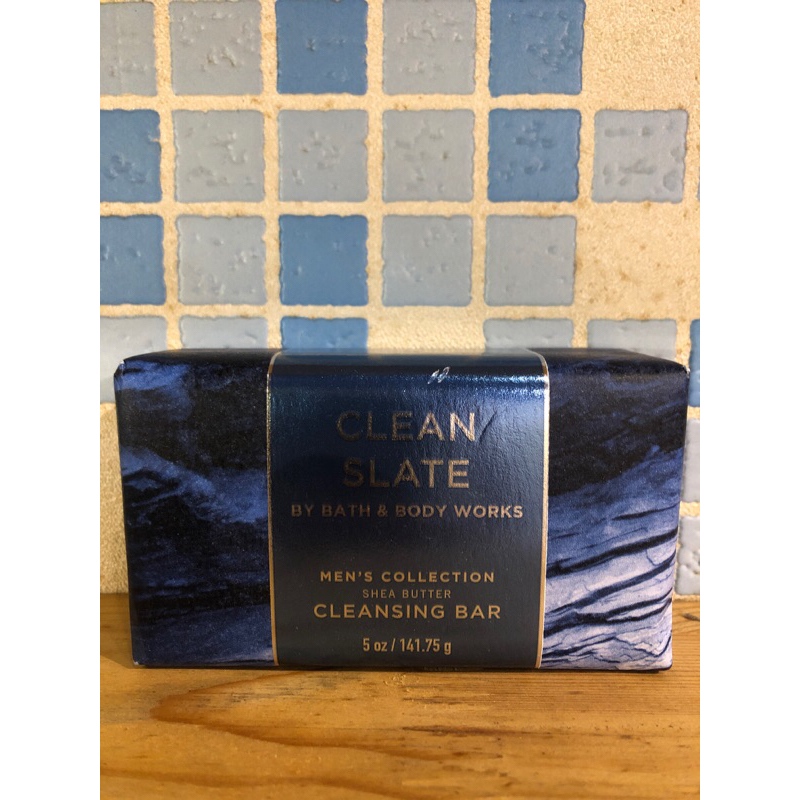 CLEAN
SLATE
BY BATH & BODY WORKS
MEN'S COLLECTION
SHEA BUTTER
CLEANSING BAR
5 oz / 141.75 g